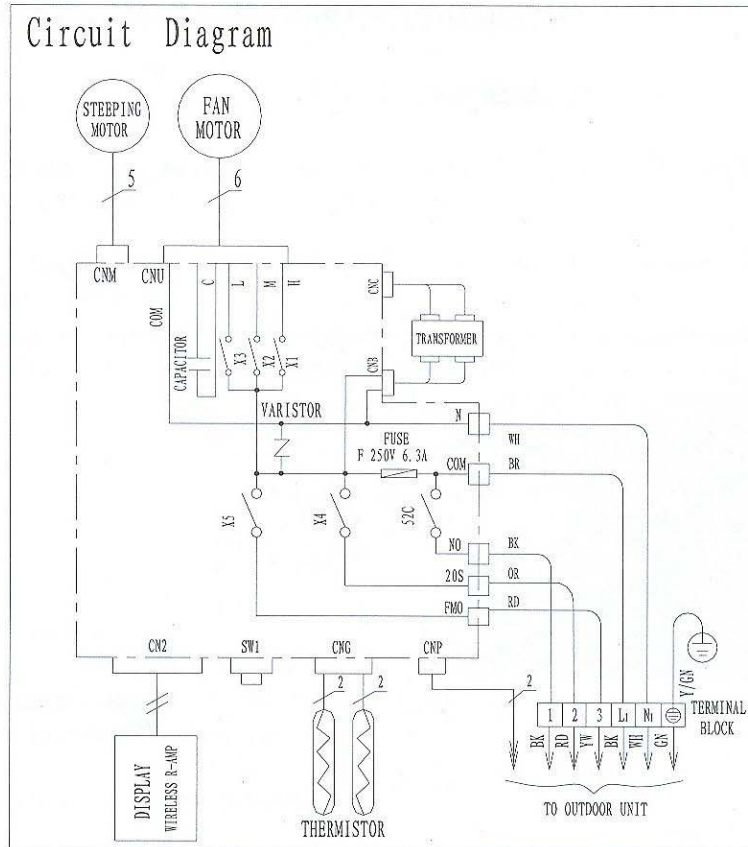 Circuit Diagram
STEEPING
MOTOR
FAN
MOTOR
5
6
CNM
CNU
COM
C
L
M
H
CNC
CAPACITOR
X3
X2
X1
TRANSFORMER
CNB
VARISTOR
N
WH
FUSE
F 250V 6.3A
COM
BR
X5
X4
52C
NO
BK
20S
OR
FMO
RD
CN2
SW1
CNG
CNP
2
2
2
Y/GN
1
2
3
L1
N1
TERMINAL
BLOCK
BK
RD
YW
BK
WH
GN
DISPLAY
WIRELESS R-AMP
THERMISTOR
TO OUTDOOR UNIT